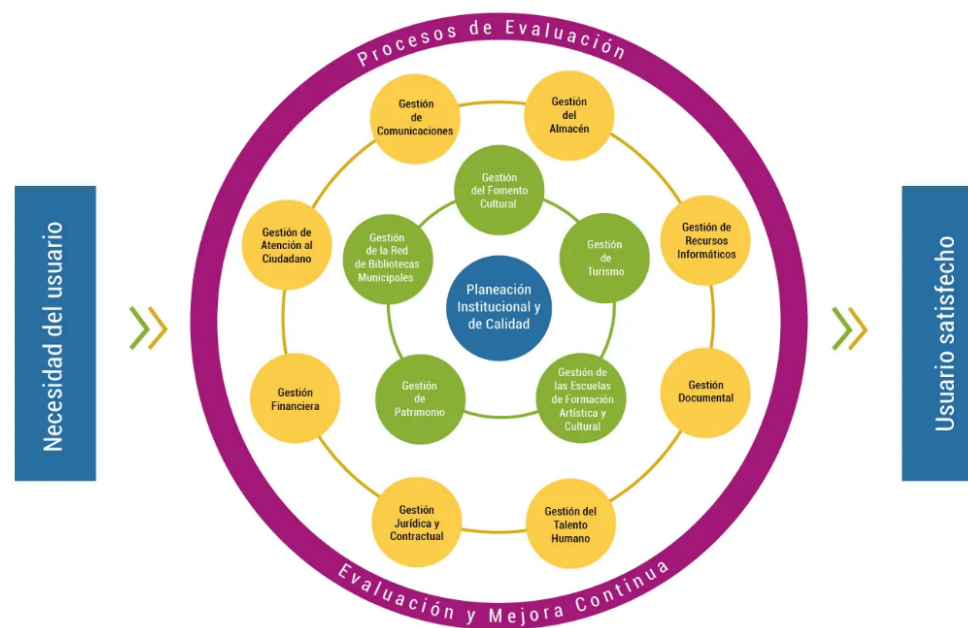 Procesos de Evaluación
Necesidad del usuario
Gestión
de
Comunicaciones
Gestión
del
Almacén
Gestión de
Atención al
Ciudadano
Gestión de
Recursos
Informáticos
Gestión
Financiera
Gestión
Documental
Gestión
Jurídica y
Contractual
Gestión del
Talento
Humano
Gestión
del Fomento
Cultural
Gestión
de la Red
de Bibliotecas
Municipales
Gestión
de
Turismo
Gestión
de
Patrimonio
Gestión de
las Escuelas
de Formación
Artística y
Cultural
Planeación
Institucional y
de Calidad
Usuario satisfecho
Evaluación y Mejora Continua